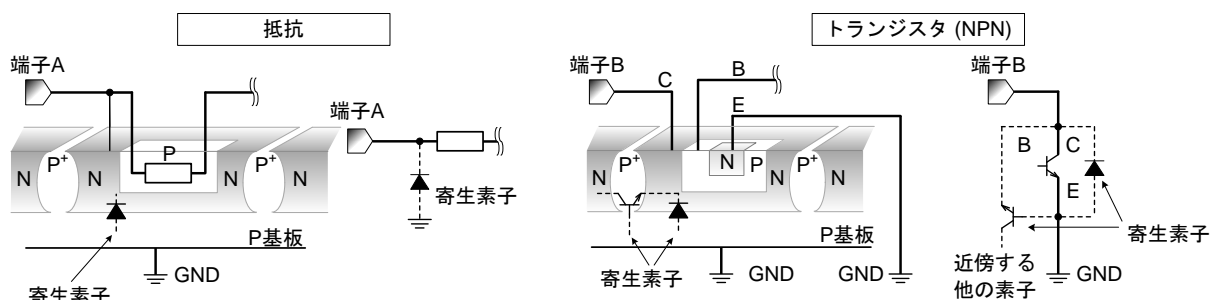 抵抗
トランジスタ (NPN)
端子A
端子A
P+
N
N
P
N
P+
N
寄生素子
P基板
GND
寄生素子
端子B
C
B
E
P+
N
N
N
P
N
P+
N
P基板
寄生素子
GND
GND
端子B
B
C
E
寄生素子
近傍する
他の素子
GND